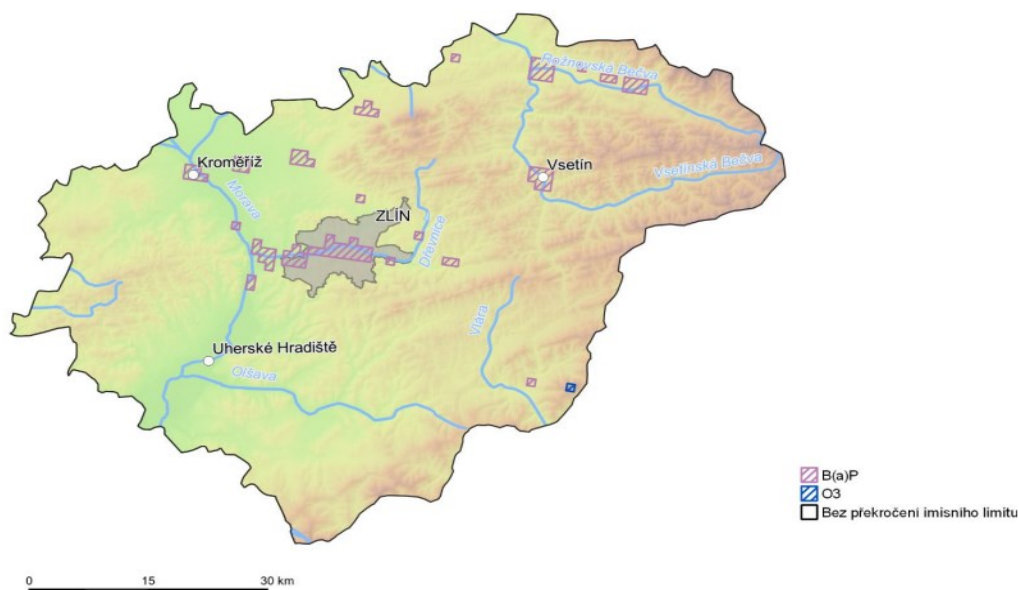 Rožnovská Bečva
Kroměříž
Vsetín
Vsetínská Bečva
Morava
ZLÍN
Dřevnice
Vlára
Uherské Hradiště
Olšava
B(a)P
O3
Bez překročení imisního limitu
0 15 30 km